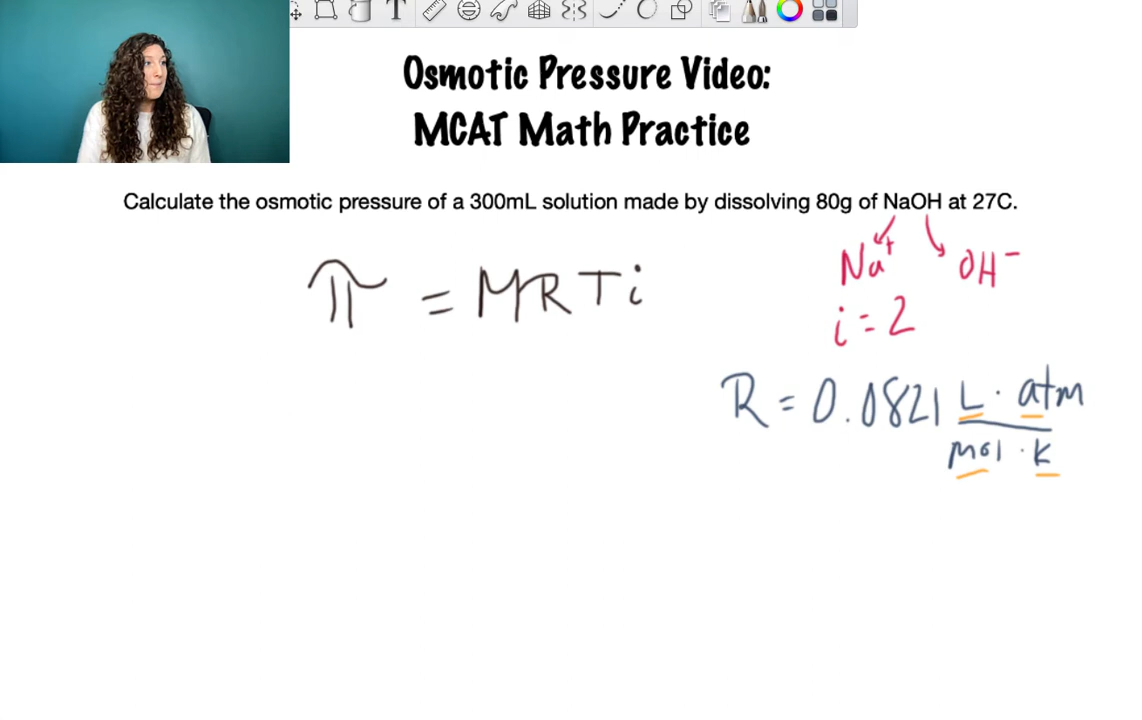 T
Osmotic Pressure Video:
MCAT Math Practice
Calculate the osmotic pressure of a 300mL solution made by dissolving 80g of NaOH at 27C.
π = MRTi
Na⁺ OH⁻
i = 2
R = 0.0821 L · atm
mol · K